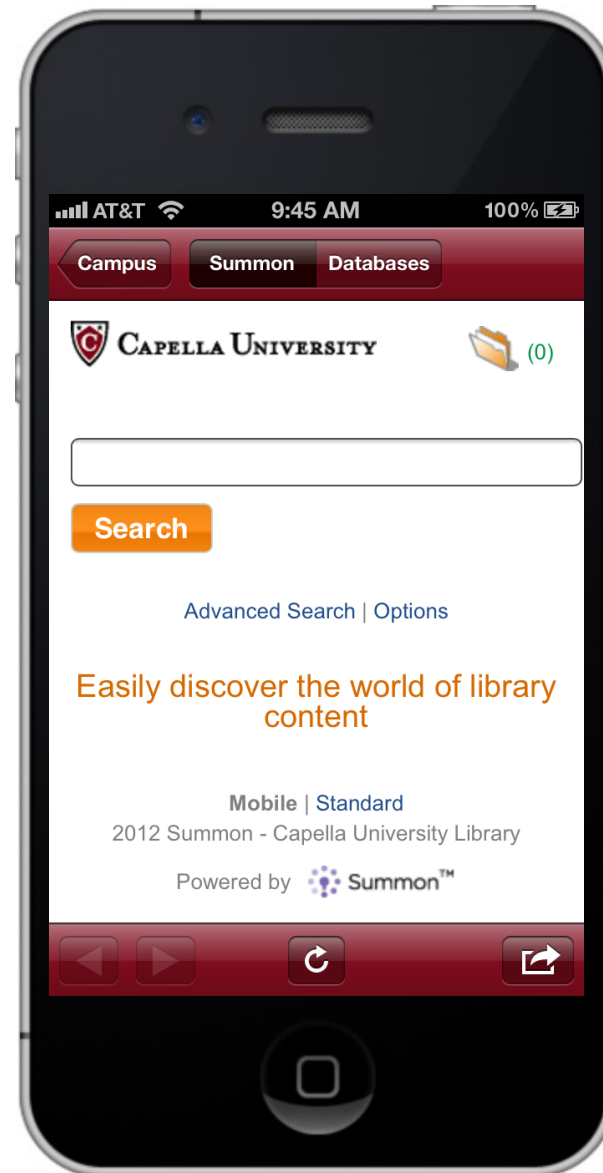 AT&T 9:45 AM 100%
Campus Summon Databases
CAPELLA UNIVERSITY (0)
Search
Advanced Search | Options
Easily discover the world of library
content
Mobile | Standard
2012 Summon - Capella University Library
Powered by Summon™